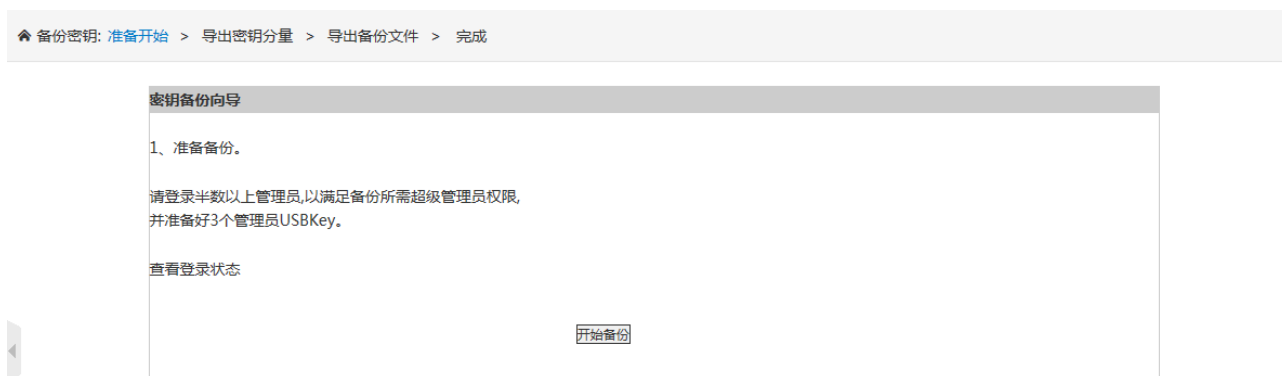 备份密钥: 准备开始 > 导出密钥分量 > 导出备份文件 > 完成
密钥备份向导
1、准备备份。
请登录半数以上管理员,以满足备份所需超级管理员权限,
并准备好3个管理员USBKey。
查看登录状态
开始备份